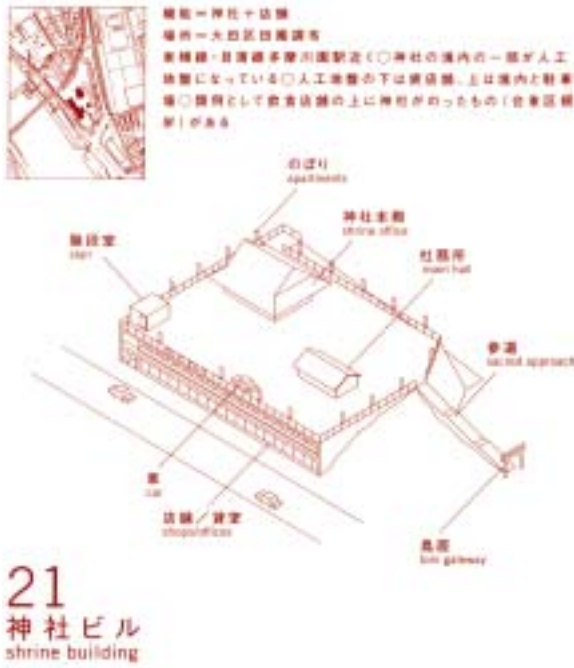 機能=神社+店舗
場所=大田区田園調布
東横線・目蒲線多摩川園駅近く○神社の境内の一部が人工
地盤になっている○人工地盤の下は貸店舗、上は境内と駐車
場○類例として飲食店舗の上に神社がのったもの(台東区
)がある
のぼり
apartments
神社本殿
shrine office
社務所
main hall
階段室
stair
参道
sacred approach
車
car
店舗/貸室
shops/offices
鳥居
torii gateway
21
神社ビル
shrine building